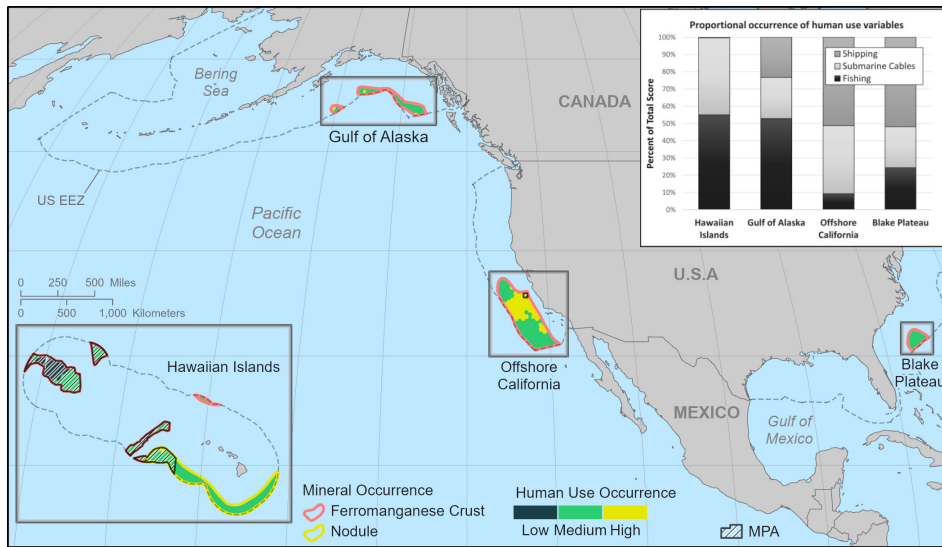 Proportional occurrence of human use variables
100%
90%
80%
70%
60%
50%
40%
30%
20%
10%
0%
Percent of Total Score
Shipping
Submarine Cables
Fishing
Hawaiian
Islands
Gulf of Alaska
Offshore
California
Blake Plateau
Bering
Sea
CANADA
Gulf of Alaska
US EEZ
Pacific
Ocean
U.S.A
0 250 500 Miles
0 500 1,000
Kilometers
Hawaiian Islands
Offshore
California
Blake
Plateau
MEXICO
Gulf of
Mexico
Mineral Occurrence
Ferromanganese Crust
Nodule
Human Use Occurrence
Low Medium High
MPA